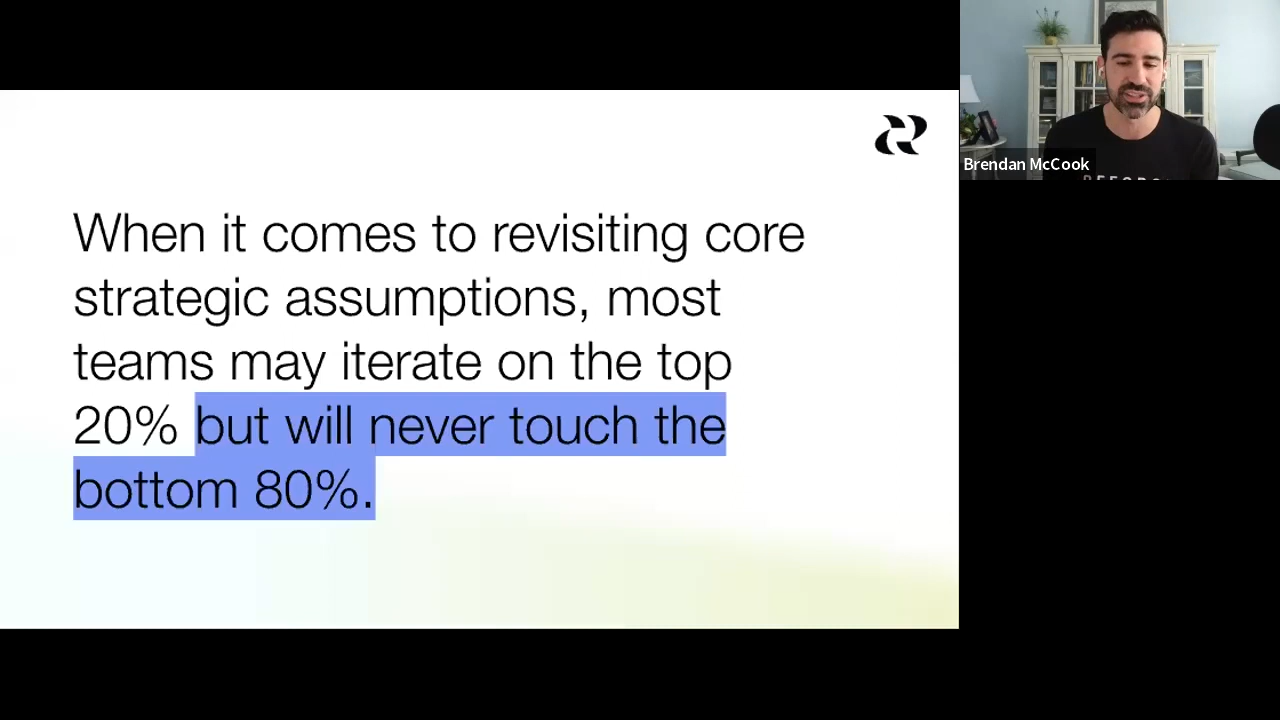 When it comes to revisiting core
strategic assumptions, most
teams may iterate on the top
20% but will never touch the
bottom 80%.
Brendan McCook